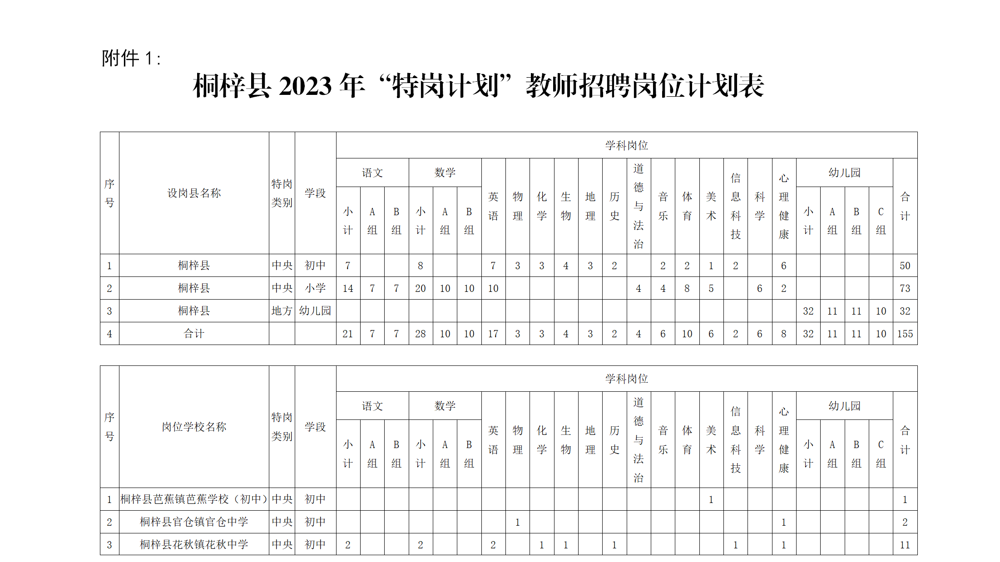 附件 1:
桐梓县 2023 年“特岗计划”教师招聘岗位计划表
序号 设岗县名称 特岗类别 学段 学科岗位
语文 数学 英语 物理 化学 生物 地理 历史 道德与法治 音乐 体育 美术 信息科技 科学 心理健康 幼儿园 合计
小计 A组 B组 小计 A组 B组 小计 A组 B组 C组
1 桐梓县 中央 初中 7 8 7 3 3 4 3 2 2 2 1 2 6 50
2 桐梓县 中央 小学 14 7 7 20 10 10 10 4 4 8 5 6 2 73
3 桐梓县 地方 幼儿园 32 11 11 10 32
4 合计 21 7 7 28 10 10 17 3 3 4 3 2 4 6 10 6 2 6 8 32 11 11 10 155
序号 岗位学校名称 特岗类别 学段 学科岗位
语文 数学 英语 物理 化学 生物 地理 历史 道德与法治 音乐 体育 美术 信息科技 科学 心理健康 幼儿园 合计
小计 A组 B组 小计 A组 B组 小计 A组 B组 C组
1 桐梓县芭蕉镇芭蕉学校（初中） 中央 初中 1 1
2 桐梓县官仓镇官仓中学 中央 初中 1 1 2
3 桐梓县花秋镇花秋中学 中央 初中 2 2 2 1 1 1 1 1 11